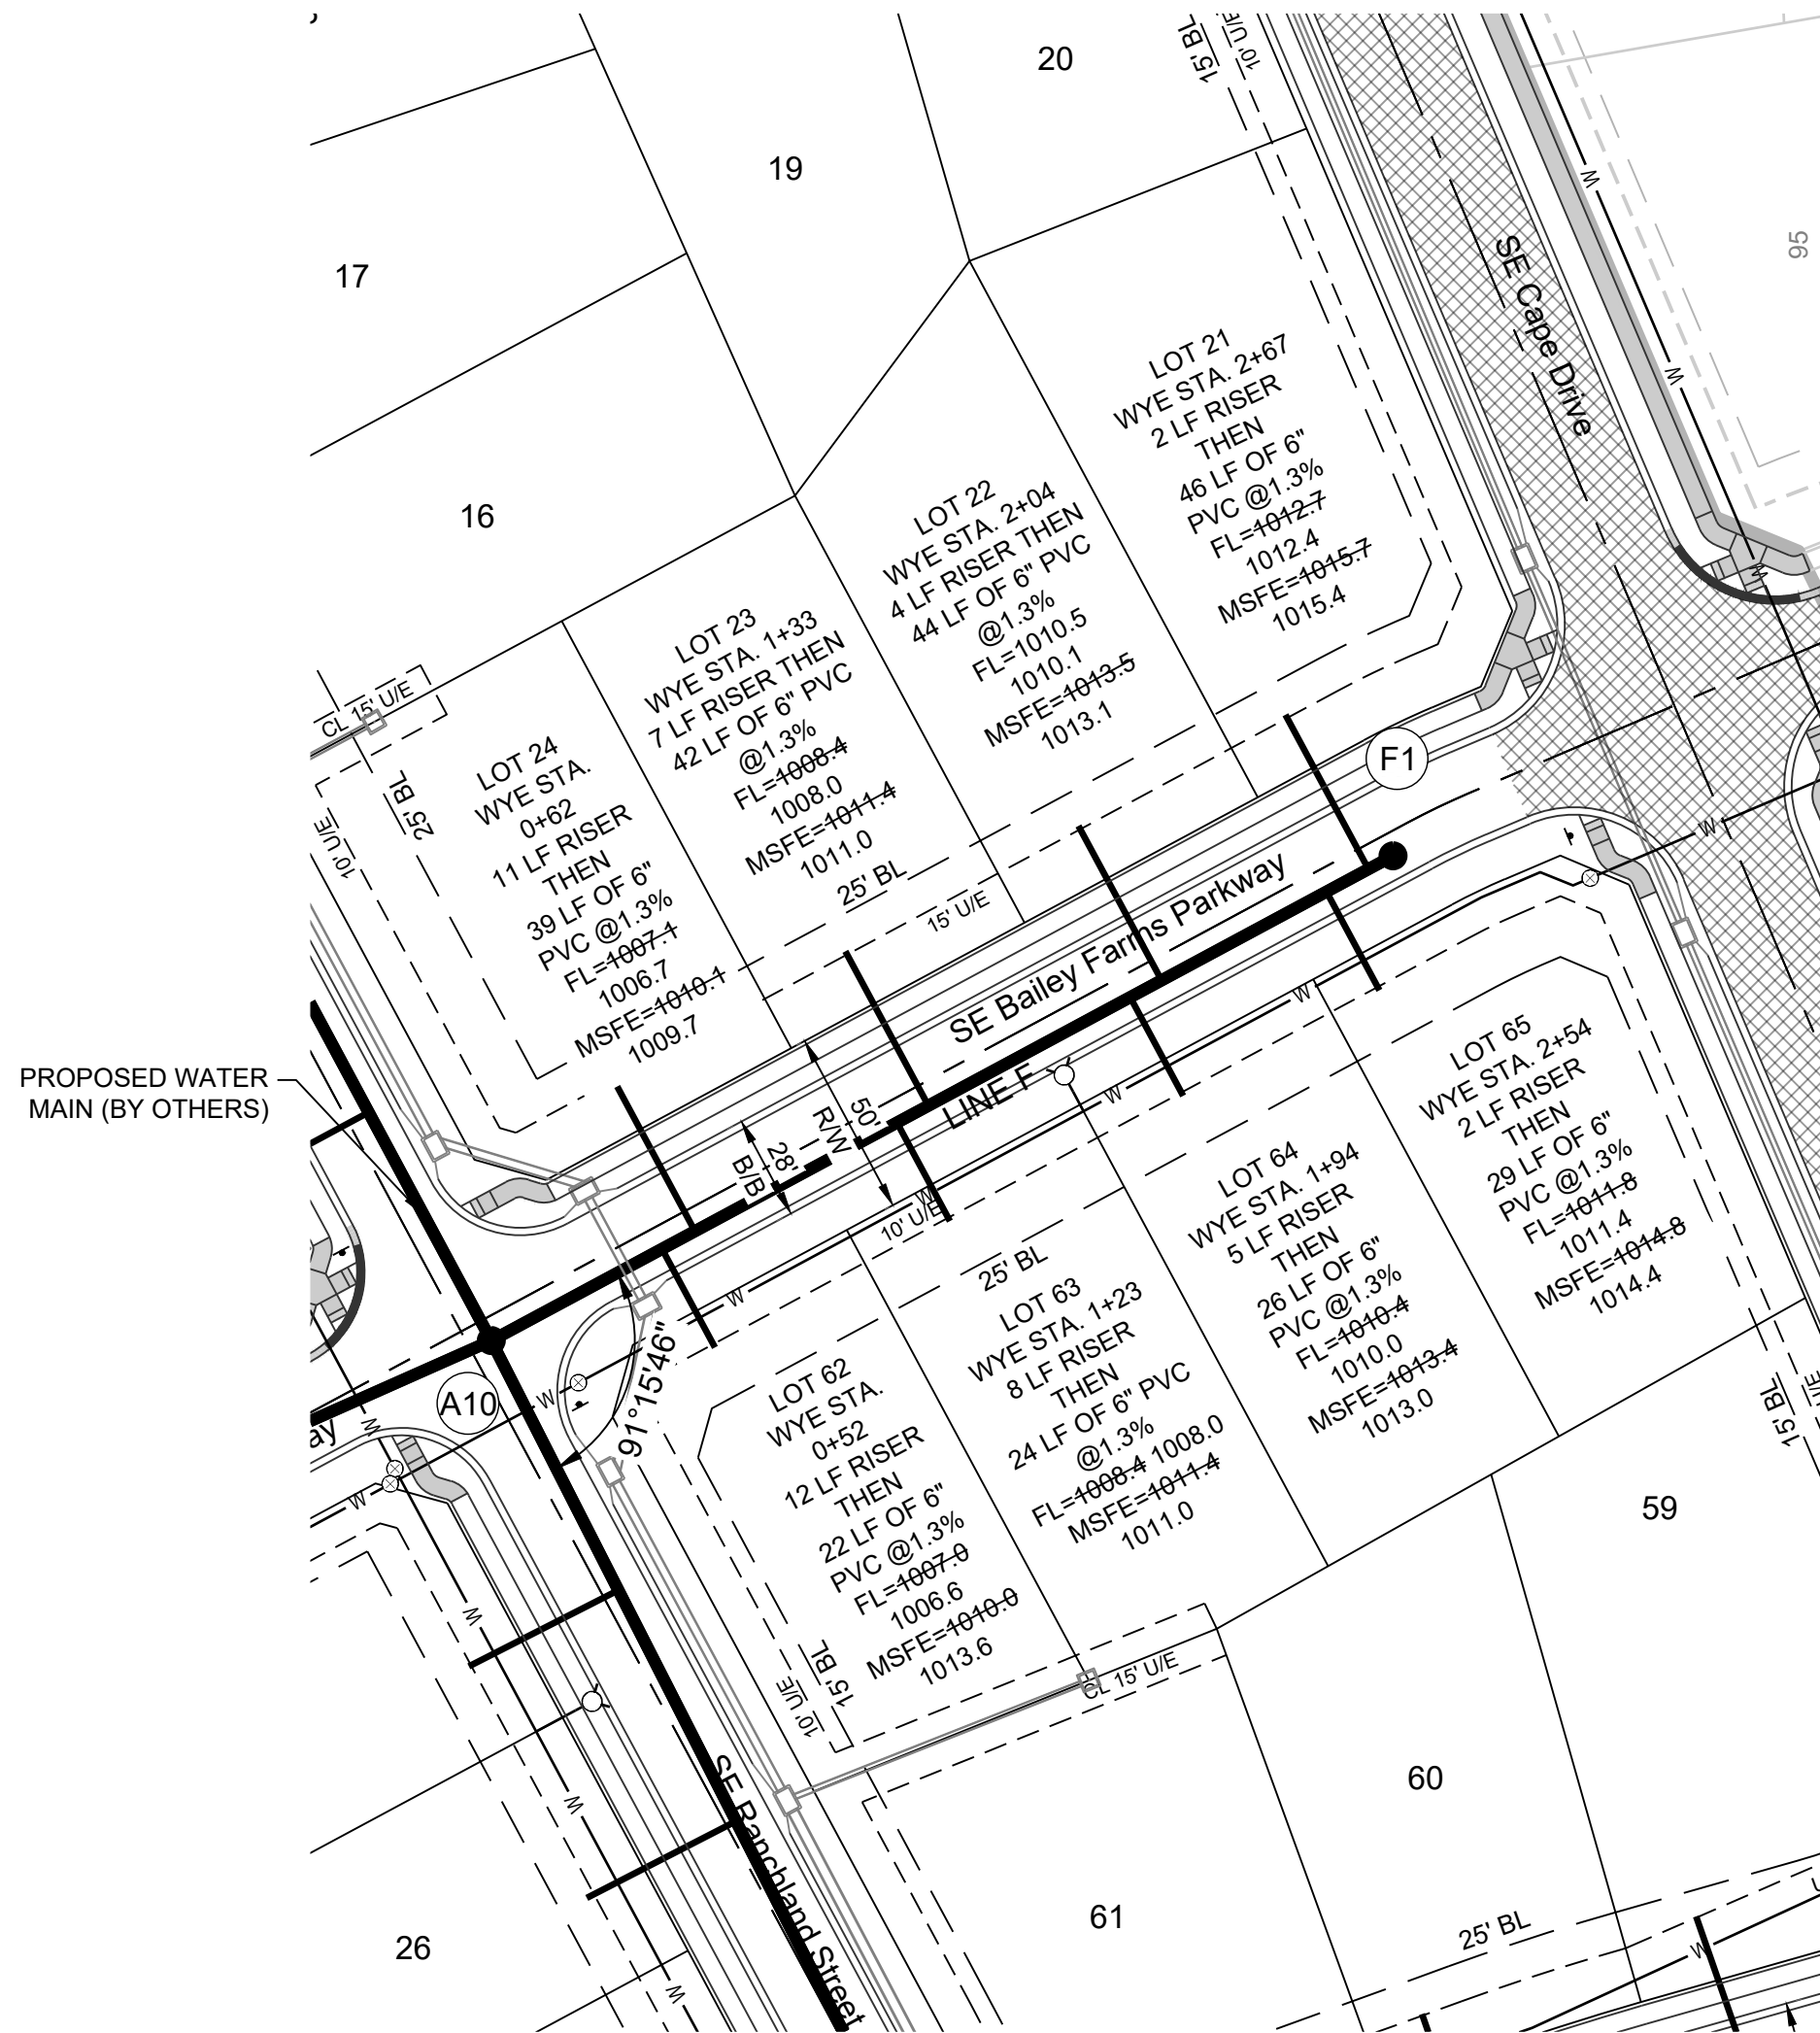 20
15' BL
10' U/E
19
17
16
95
SE Cape Drive
W
W
W
LOT 21
WYE STA. 2+67
2 LF RISER
THEN
46 LF OF 6"
PVC @1.3%
FL=1012.7
1012.4
MSFE=1015.7
1015.4
LOT 22
WYE STA. 2+04
4 LF RISER THEN
44 LF OF 6" PVC
@1.3%
FL=1010.5
1010.1
MSFE=1013.5
1013.1
LOT 23
WYE STA. 1+33
7 LF RISER THEN
42 LF OF 6" PVC
@1.3%
FL=1008.4
1008.0
MSFE=1011.4
1011.0
LOT 24
WYE STA.
0+62
11 LF RISER
THEN
39 LF OF 6"
PVC @1.3%
FL=1007.1
1006.7
MSFE=1010.1
1009.7
CL 15' U/E
25' BL
10' U/E
25' BL
15' U/E
F1
SE Bailey Farms Parkway
LINE F
50'
R/W
28'
B/B
PROPOSED WATER
MAIN (BY OTHERS)
W
W
W
W
W
10' U/E
25' BL
LOT 65
WYE STA. 2+54
2 LF RISER
THEN
29 LF OF 6"
PVC @1.3%
FL=1011.8
1011.4
MSFE=1014.8
1014.4
LOT 64
WYE STA. 1+94
5 LF RISER
THEN
26 LF OF 6"
PVC @1.3%
FL=1010.4
1010.0
MSFE=1013.4
1013.0
LOT 63
WYE STA. 1+23
8 LF RISER
THEN
24 LF OF 6" PVC
@1.3%
FL=1008.4 1008.0
MSFE=1011.4
1011.0
LOT 62
WYE STA.
0+52
12 LF RISER
THEN
22 LF OF 6"
PVC @1.3%
FL=1007.0
1006.6
MSFE=1010.0
1013.6
91°15'46"
A10
ay
W
W
W
W
W
W
15' BL
10' U/E
CL 15' U/E
15' BL
59
60
61
26
SE Ranchland Street
25' BL
W